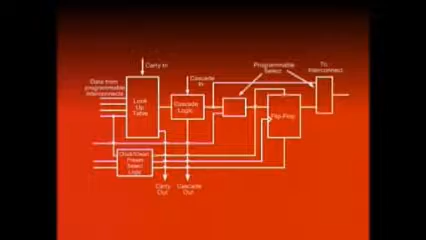 Carry In
Programmable
Select
To
Interconnect
Data from
programmable
interconnects
Cascade
In
Look
Up
Table
Cascade
Logic
Flip-Flop
Clock/Clear/
Preset
Select
Logic
Carry
Out
Cascade
Out